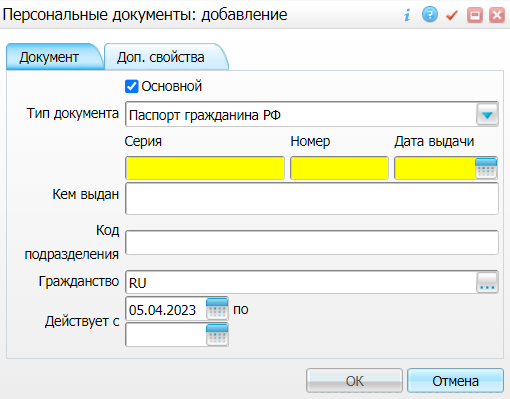 Персональные документы: добавление
Документ
Доп. свойства
Основной
Тип документа Паспорт гражданина РФ
Серия Номер Дата выдачи
Кем выдан
Код
подразделения
Гражданство RU ...
05.04.2023 по
Действует с
OK Отмена